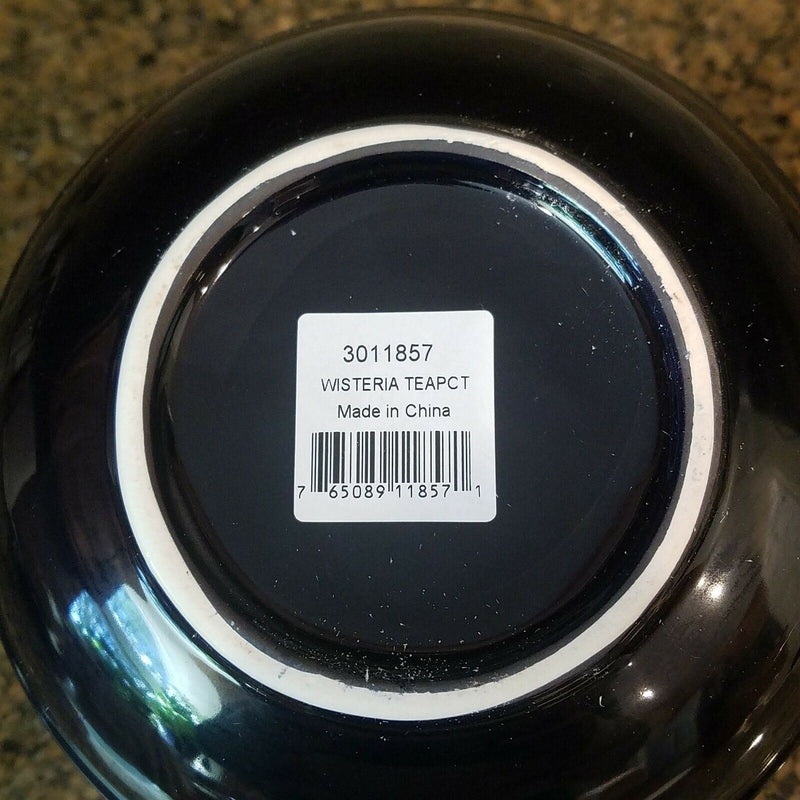 3011857
WISTERIA TEAPCT
Made in China
7 65089 11857 1